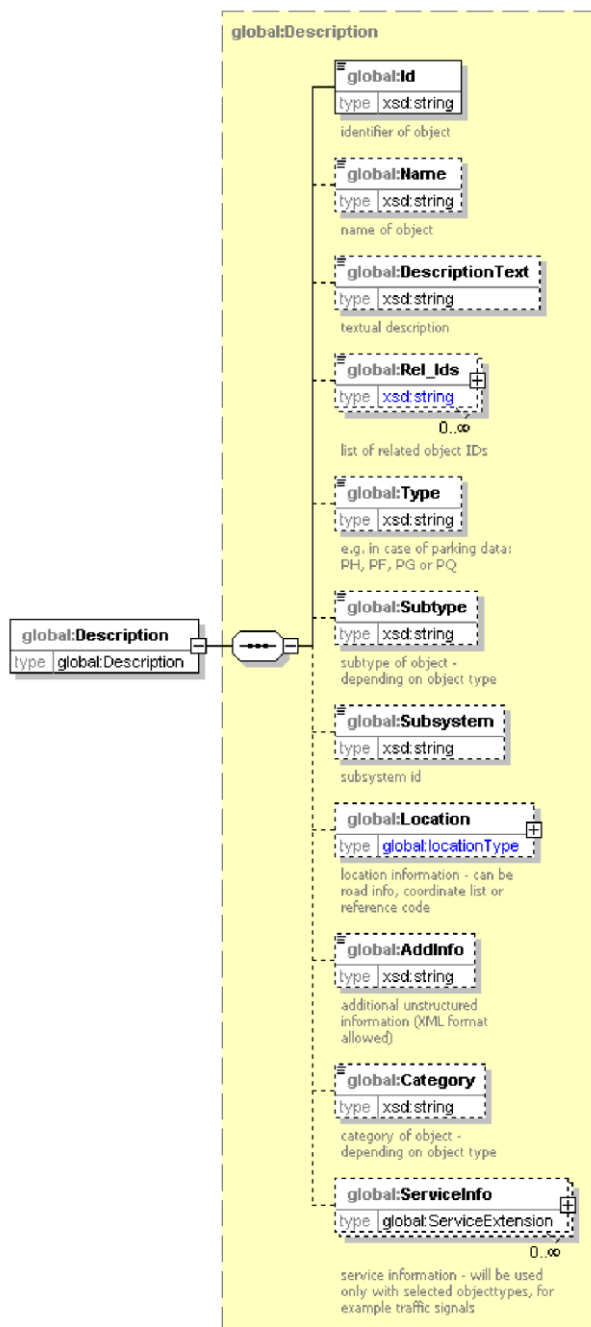 global:Description
global:Id
type xsd:string
identifier of object
global:Name
type xsd:string
name of object
global:DescriptionText
type xsd:string
textual description
global:Rel_Ids
type xsd:string
0..∞
list of related object IDs
global:Type
type xsd:string
e.g. in case of parking data:
PH, PF, PG or PQ
global:Subtype
type xsd:string
subtype of object -
depending on object type
global:Description
type global:Description
global:Subsystem
type xsd:string
subsystem id
global:Location
type global:locationType
location information - can be
road info, coordinate list or
reference code
global:AddInfo
type xsd:string
additional unstructured
information (XML format
allowed)
global:Category
type xsd:string
category of object -
depending on object type
global:ServiceInfo
type global:ServiceExtension
0..∞
service information - will be used
only with selected objecttypes, for
example traffic signals